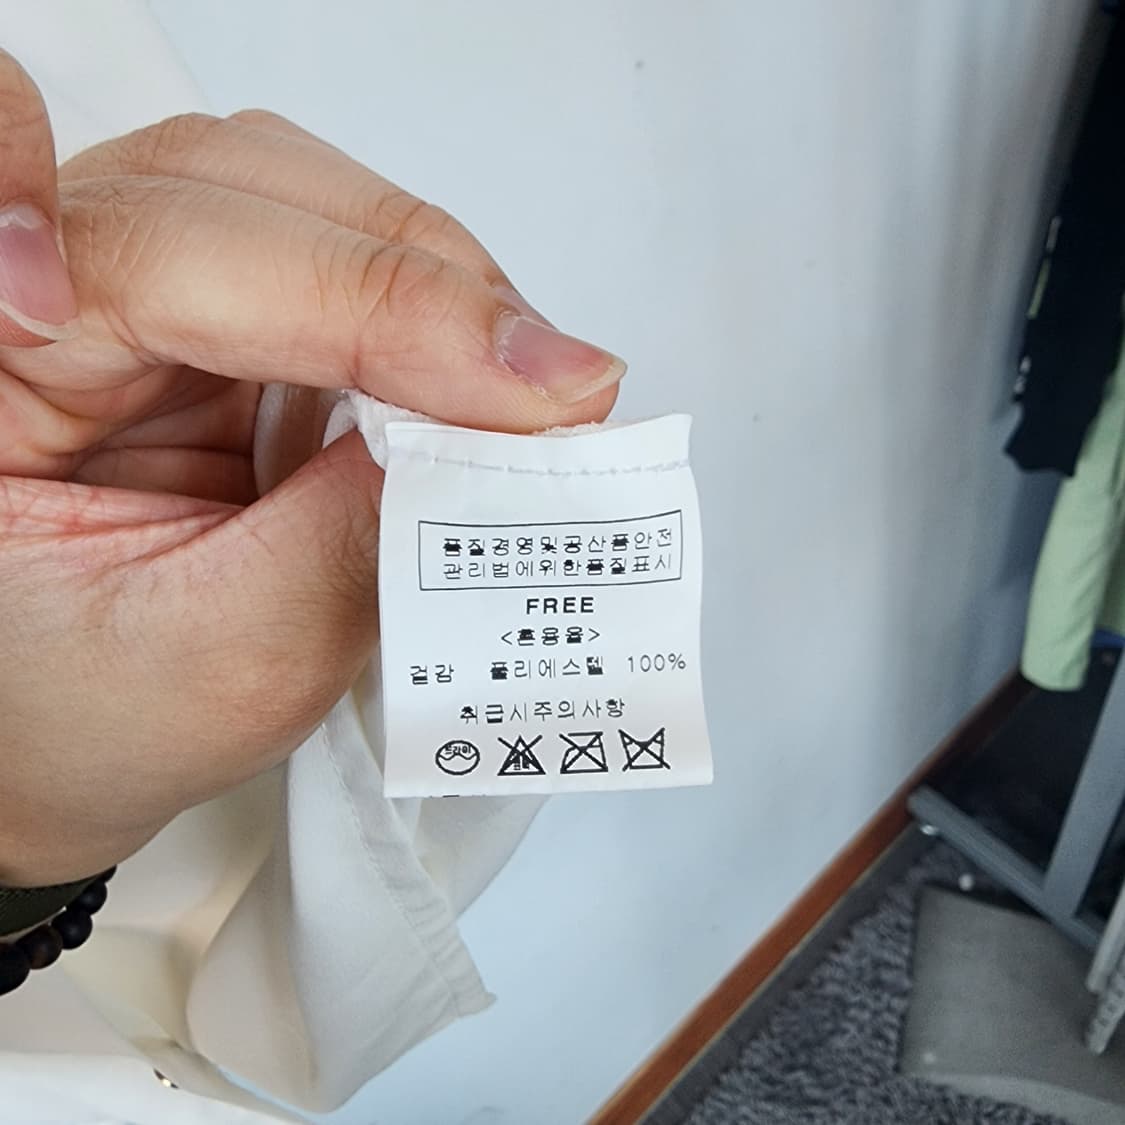 품질경영및공산품안전
관리법에위한품질표시
FREE
<혼용율>
겉감 폴리에스텔 100%
취급시주의사항
드라이